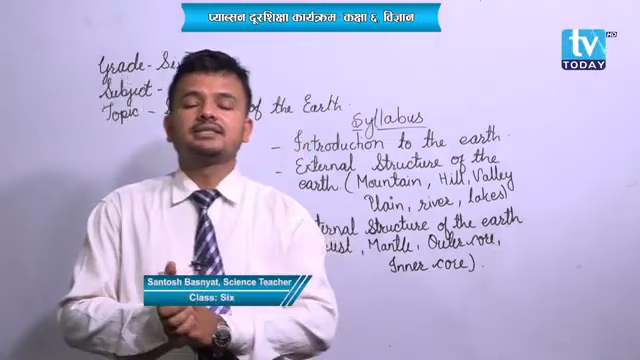 प्याब्सन दूरशिक्षा कार्यक्रमः कक्षा ६, विज्ञान
tv HD
TODAY
Grade- Si
Subject -
Topic - of the Earth.
Syllabus
- Introduction to the earth.
- External Structure of the
earth (Mountain, Hill, Valley
Plain, river, lakes)
ternal Structure of the earth
ust, Mantle, Outer core,
Inner core).
Santosh Basnyat, Science Teacher
Class: Six